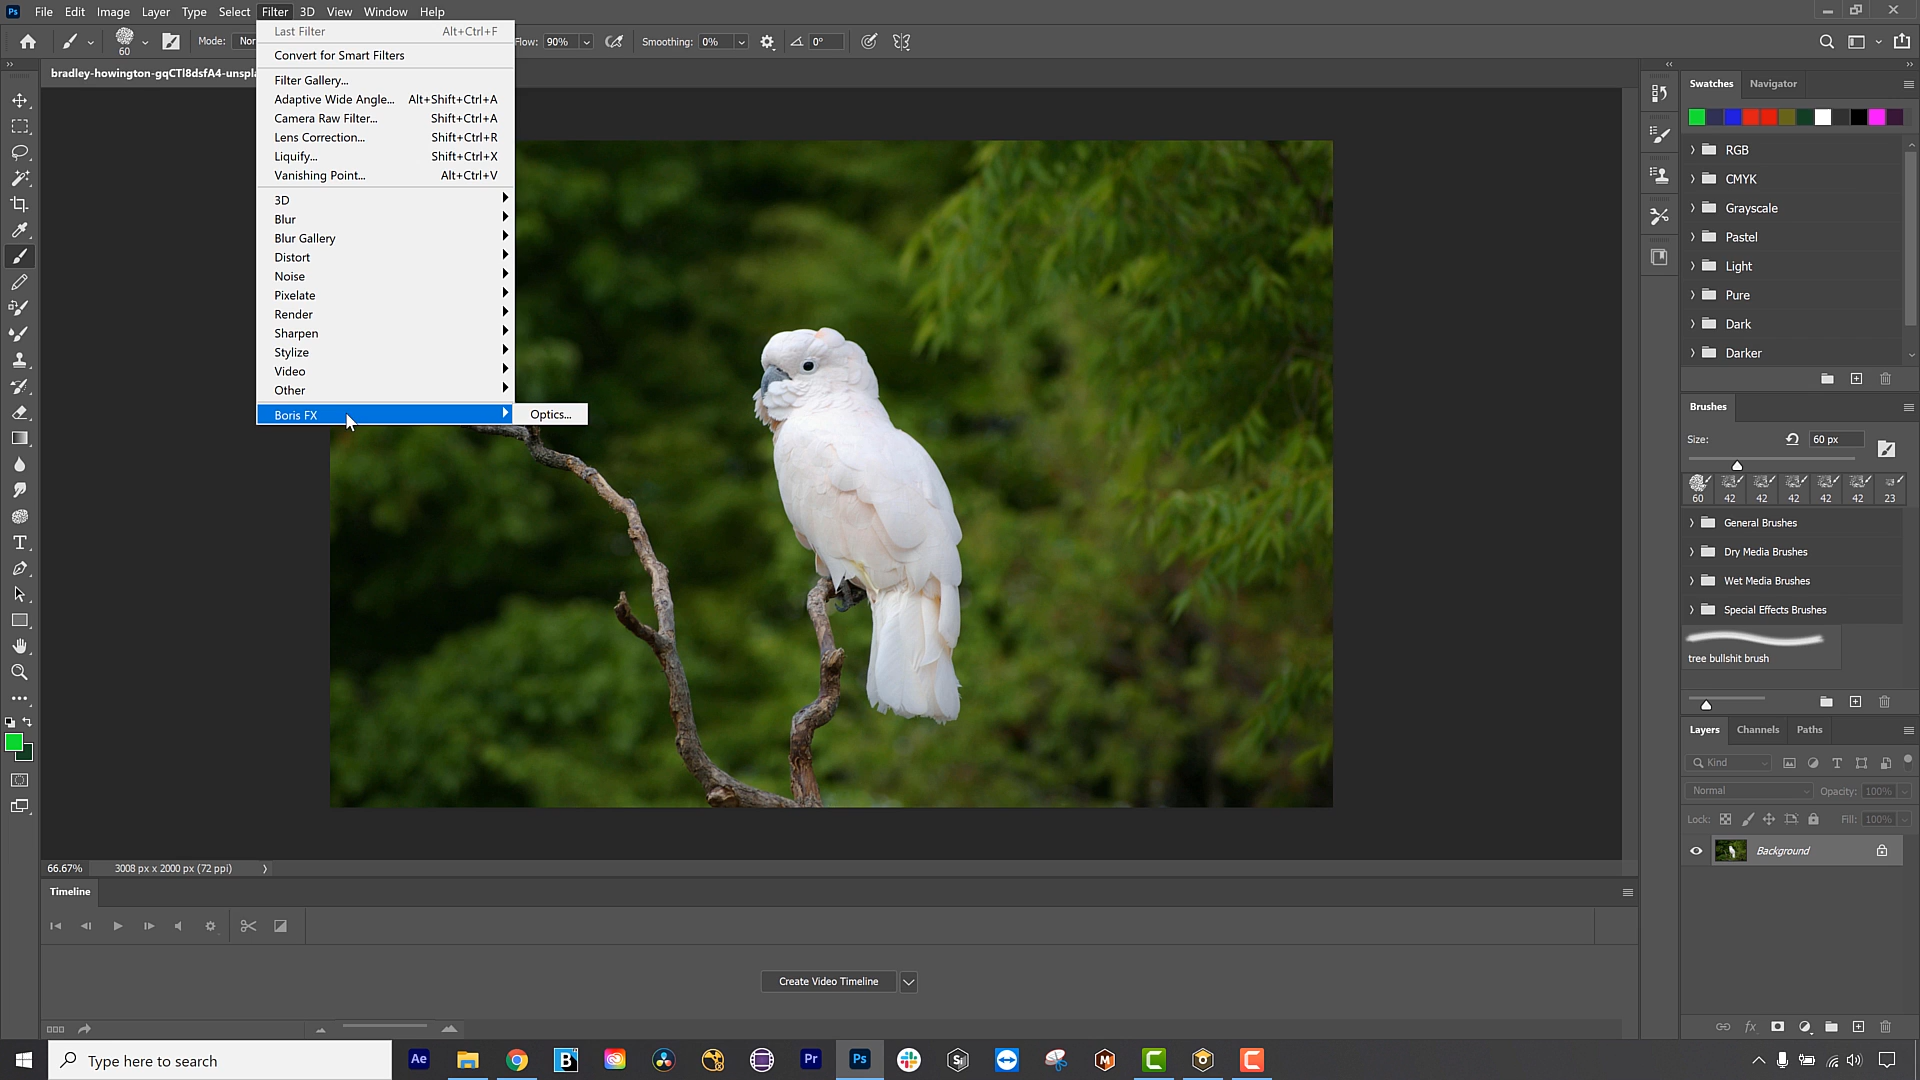 Ps File Edit Image Layer Type Select Filter 3D View Window Help
60 Mode: Nor Flow: 90% Smoothing: 0% 0°
bradley-howington-gqCTl8dsfA4-unspla
Last Filter Alt+Ctrl+F
Convert for Smart Filters
Filter Gallery...
Adaptive Wide Angle... Alt+Shift+Ctrl+A
Camera Raw Filter... Shift+Ctrl+A
Lens Correction... Shift+Ctrl+R
Liquify... Shift+Ctrl+X
Vanishing Point... Alt+Ctrl+V
3D
Blur
Blur Gallery
Distort
Noise
Pixelate
Render
Sharpen
Stylize
Video
Other
Boris FX
Optics...
Swatches Navigator
RGB
CMYK
Grayscale
Pastel
Light
Pure
Dark
Darker
Brushes
Size: 60 px
60 42 42 42 42 42 23
General Brushes
Dry Media Brushes
Wet Media Brushes
Special Effects Brushes
tree bullshit brush
Layers Channels Paths
Kind
Normal Opacity: 100%
Lock: Fill: 100%
Background
fx
66.67% 3008 px x 2000 px (72 ppi)
Timeline
Create Video Timeline
Type here to search
Ae B Pr Ps Si M C C